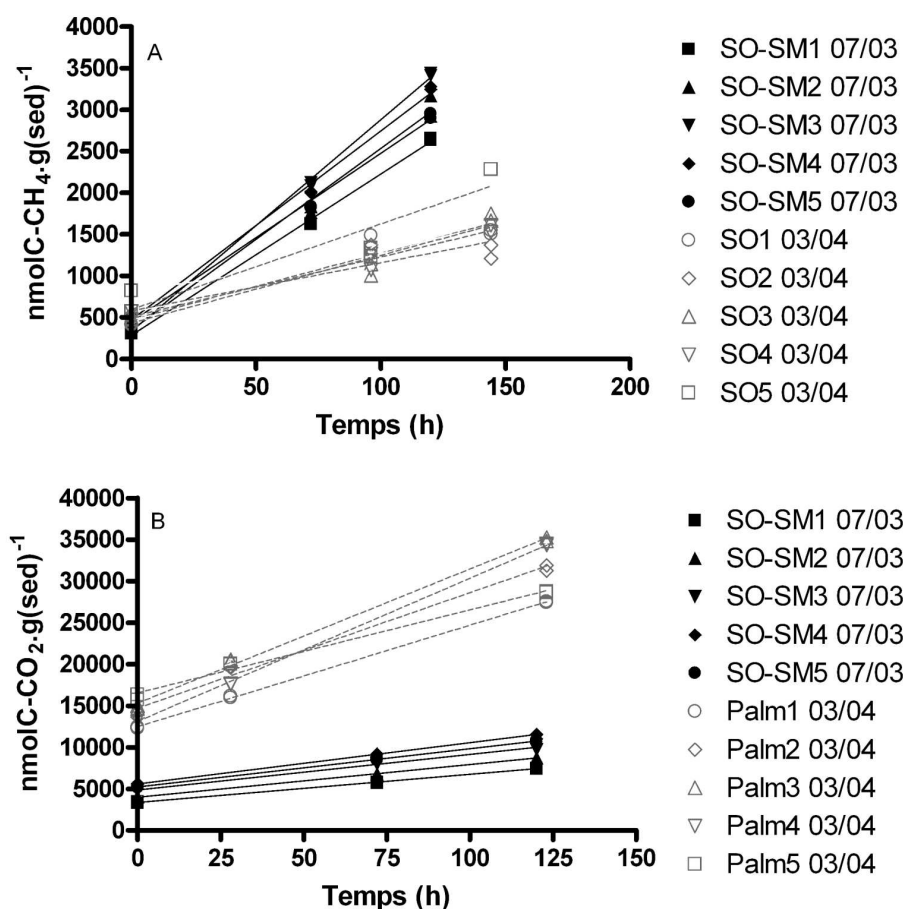 A
nmolC-CH4.g(sed)-1
4000
3500
3000
2500
2000
1500
1000
500
0
0 50 100 150 200
Temps (h)
SO-SM1 07/03
SO-SM2 07/03
SO-SM3 07/03
SO-SM4 07/03
SO-SM5 07/03
SO1 03/04
SO2 03/04
SO3 03/04
SO4 03/04
SO5 03/04
B
nmolC-CO2.g(sed)-1
40000
35000
30000
25000
20000
15000
10000
5000
0
0 25 50 75 100 125 150
Temps (h)
SO-SM1 07/03
SO-SM2 07/03
SO-SM3 07/03
SO-SM4 07/03
SO-SM5 07/03
Palm1 03/04
Palm2 03/04
Palm3 03/04
Palm4 03/04
Palm5 03/04